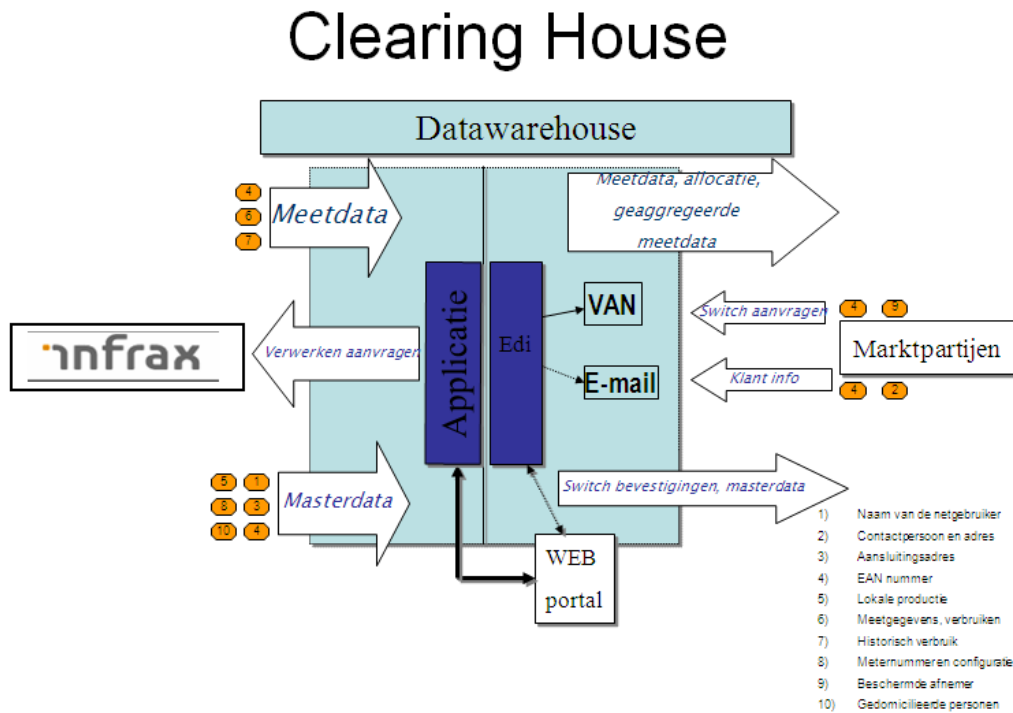 Clearing House
Datawarehouse
4
6
7
Meetdata
Meetdata, allocatie,
geaggregeerde
meetdata
Applicatie
Edi
VAN
E-mail
Switch aanvragen
4 9
Marktpartijen
Klant info
4 2
infrax
Verwerken aanvragen
5 1
8 3
10 4
Masterdata
Switch bevestigingen, masterdata
WEB
portal
1) Naam van de netgebruiker
2) Contactpersoon en adres
3) Aansluitingsadres
4) EAN nummer
5) Lokale productie
6) Meetgegevens, verbruiken
7) Historisch verbruik
8) Meternummer en configuratie
9) Beschermde afnemer
10) Gedomicilieerde personen